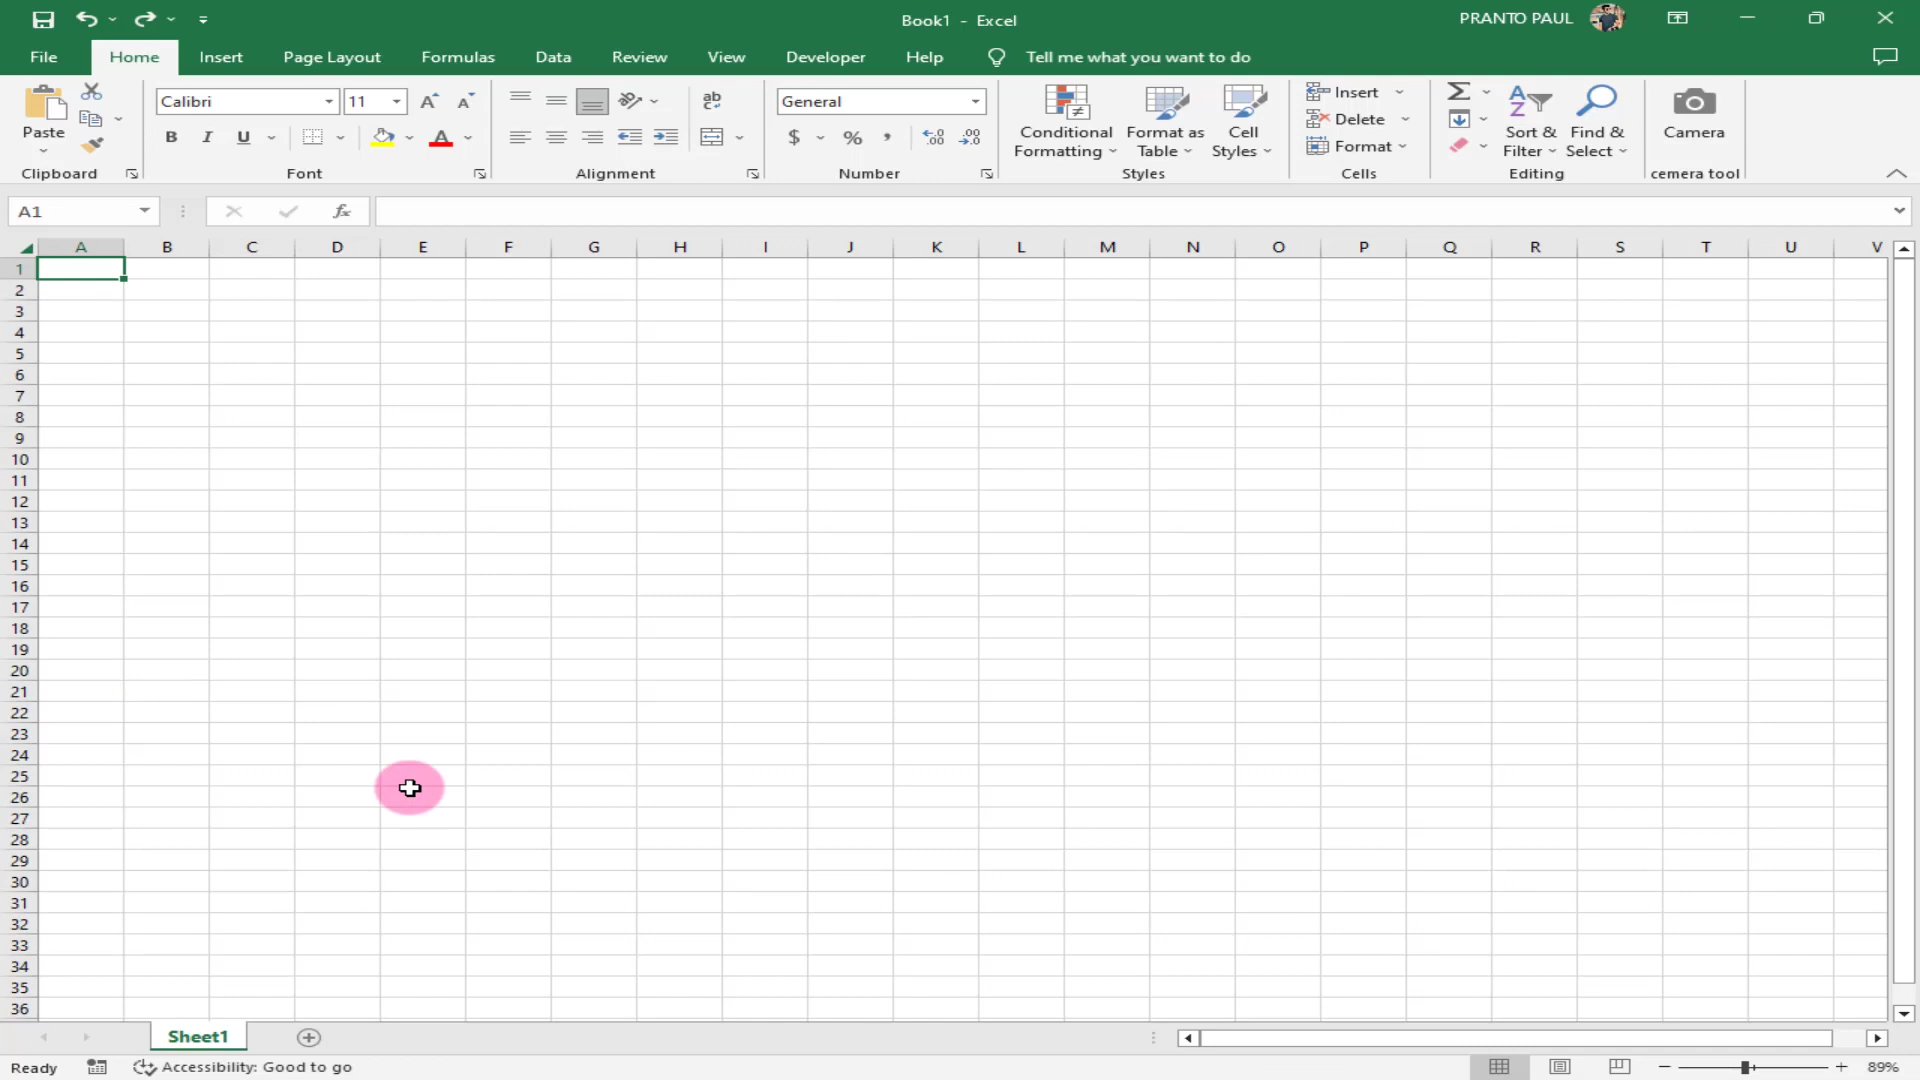 Book1 - Excel
PRANTO PAUL
File Home Insert Page Layout Formulas Data Review View Developer Help Tell me what you want to do
Paste
Clipboard
Calibri 11
B I U A
Font
ab
Alignment
General
$ % ,
Number
Conditional Formatting
Format as Table
Cell Styles
Styles
Insert
Delete
Format
Cells
Sort & Filter
Find & Select
Editing
Camera
cemera tool
A1 fx
A B C D E F G H I J K L M N O P Q R S T U V
1
2
3
4
5
6
7
8
9
10
11
12
13
14
15
16
17
18
19
20
21
22
23
24
25
26
27
28
29
30
31
32
33
34
35
36
Sheet1
Ready Accessibility: Good to go 89%